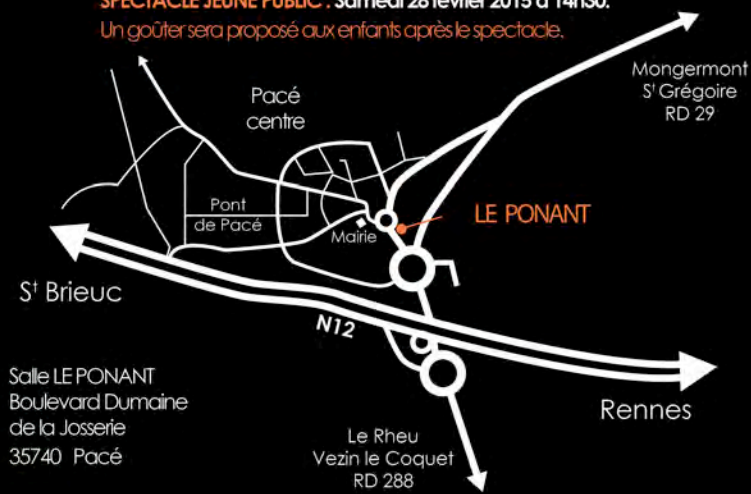 SPECTACLE JEUNE PUBLIC : Samedi 28 février 2015 à 14h30.
Un goûter sera proposé aux enfants après le spectacle.
Mongermont
St Grégoire
RD 29
Pacé
centre
Pont
de Pacé
Mairie
LE PONANT
St Brieuc
N12
Salle LE PONANT
Boulevard Dumaine
de la Josserie
35740 Pacé
Rennes
Le Rheu
Vezin le Coquet
RD 288